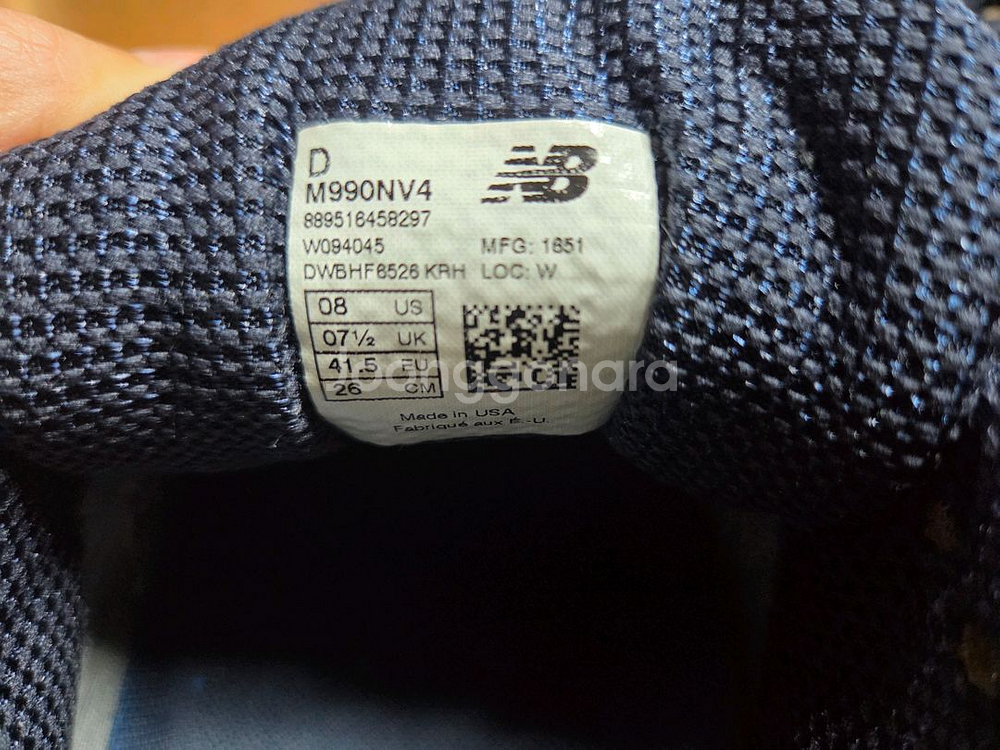 D
M990NV4
889516458297
W094045 MFG: 1651
DWBHF6526 KRH LOC: W
08 US
07½ UK
41.5 EU
26 CM
Made in USA
Fabriqué aux É.-U.
NB